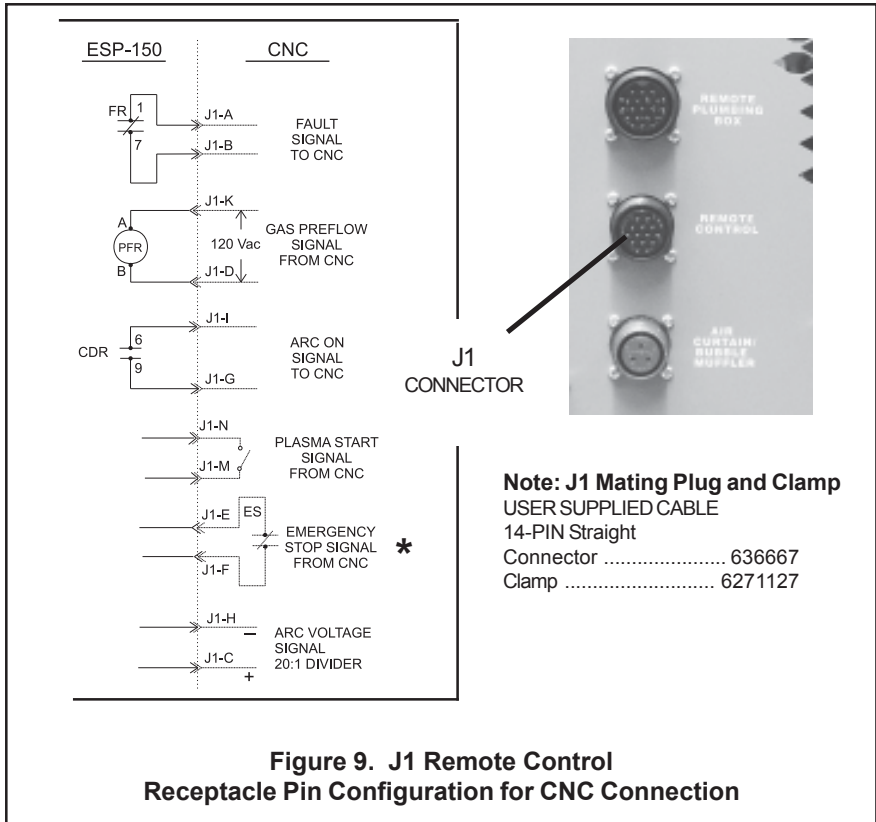 ESP-150
CNC
FR 1
7
J1-A
J1-B
FAULT
SIGNAL
TO CNC
A
PFR
B
J1-K
120 Vac
J1-D
GAS PREFLOW
SIGNAL
FROM CNC
CDR
6
9
J1-I
J1-G
ARC ON
SIGNAL
TO CNC
J1-N
J1-M
PLASMA START
SIGNAL
FROM CNC
J1-E
ES
J1-F
EMERGENCY
STOP SIGNAL
FROM CNC
*
J1-H
–
J1-C
+
ARC VOLTAGE
SIGNAL
20:1 DIVIDER
J1
CONNECTOR
REMOTE
PLUMBING
BOX
REMOTE
CONTROL
AIR
CURTAIN/
BUBBLE
MUFFLER
Note: J1 Mating Plug and Clamp
USER SUPPLIED CABLE
14-PIN Straight
Connector ...................... 636667
Clamp ........................ 6271127
Figure 9. J1 Remote Control
Receptacle Pin Configuration for CNC Connection